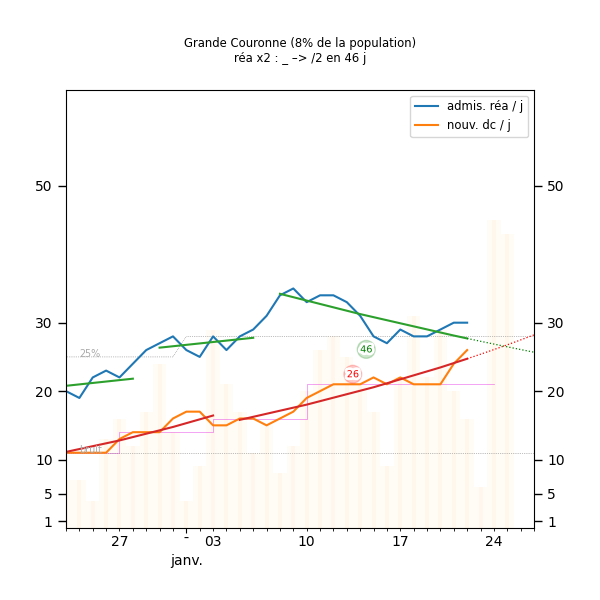 Grande Couronne (8% de la population)
réa x2 : _ –> /2 en 46 j
admis. réa / j
nouv. dc / j
50 50
30 30
25%
46
26
20 20
10 10
5 5
1 1
27 - 03 10 17 24
janv.